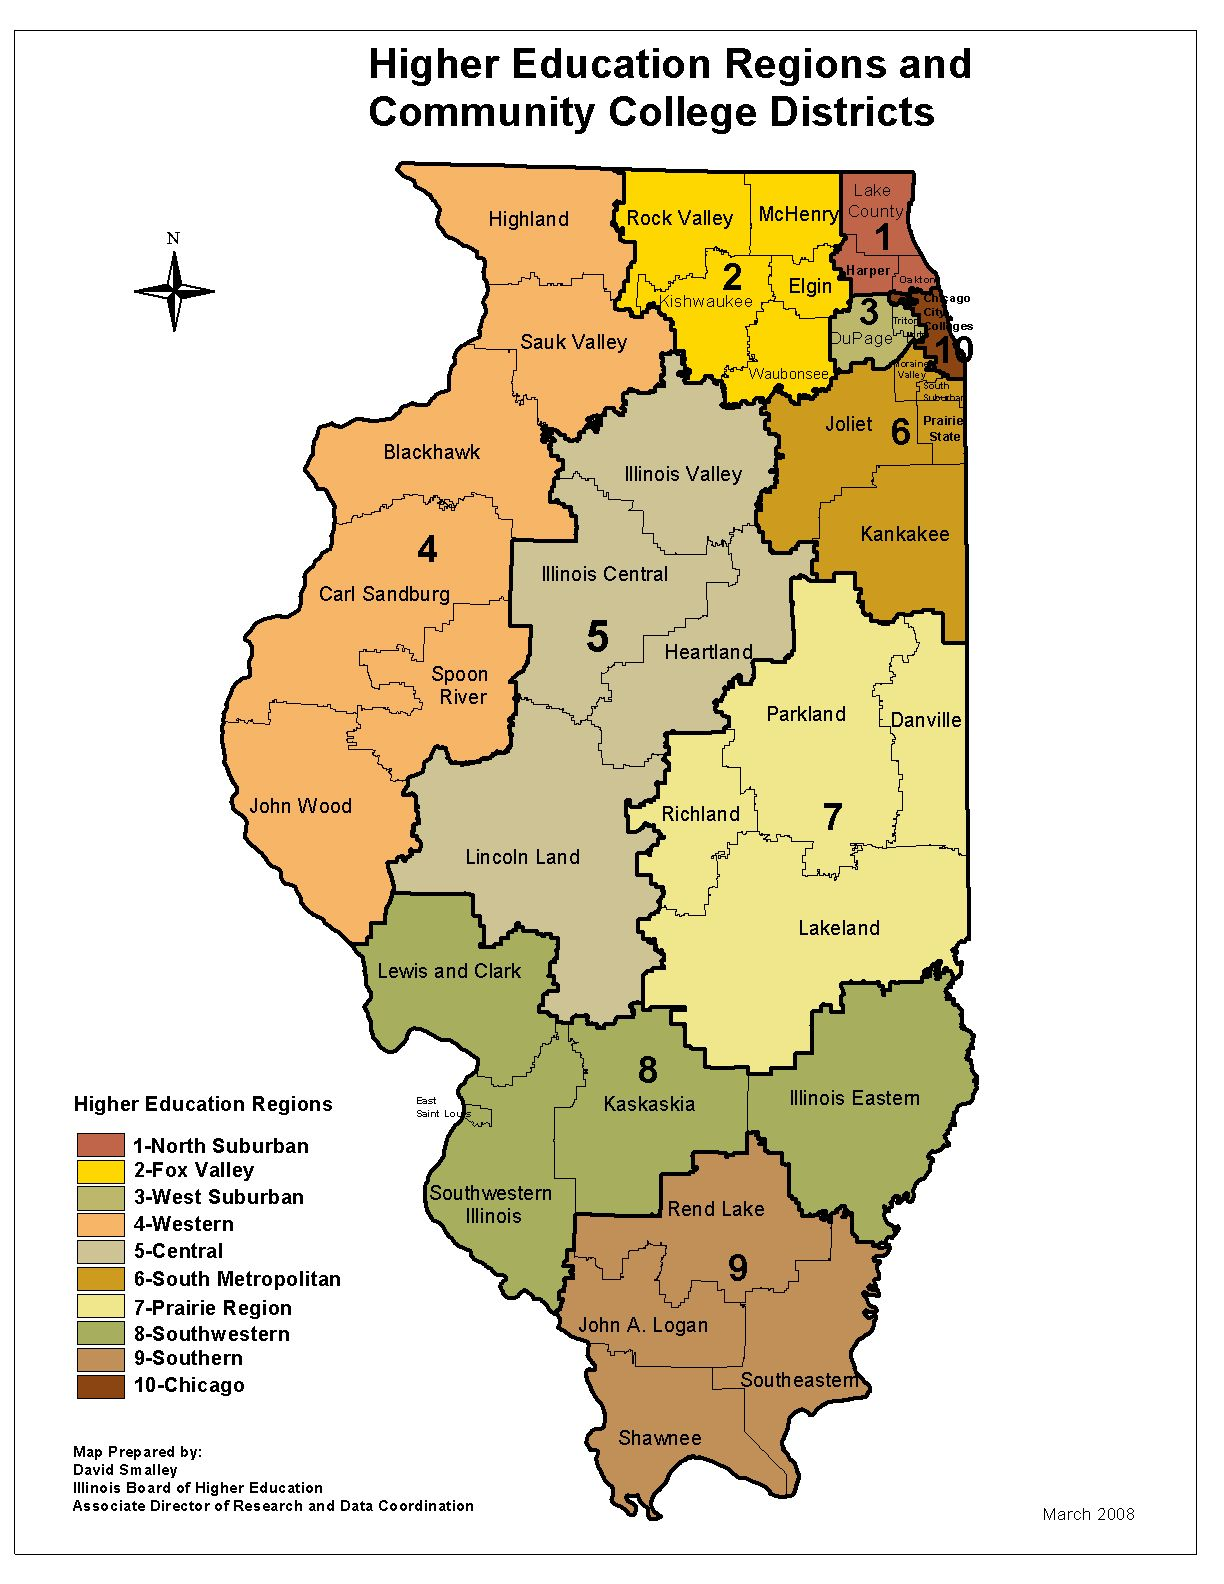 Higher Education Regions and
Community College Districts
N
Highland
Rock Valley
McHenry
Lake
County
1
Harper
Oakton
2
Kishwaukee
Elgin
Sauk Valley
3
DuPage
Triton
Chicago
City
Colleges
10
Waubonsee
Moraine
Valley
South
Suburban
Joliet
6
Prairie
State
Blackhawk
Illinois Valley
Kankakee
4
Carl Sandburg
Illinois Central
5
Heartland
Spoon
River
Parkland
Danville
John Wood
Richland
7
Lincoln Land
Lakeland
Lewis and Clark
8
Kaskaskia
Illinois Eastern
East
Saint Louis
Southwestern
Illinois
Rend Lake
9
John A. Logan
Southeastern
Shawnee
Higher Education Regions
1-North Suburban
2-Fox Valley
3-West Suburban
4-Western
5-Central
6-South Metropolitan
7-Prairie Region
8-Southwestern
9-Southern
10-Chicago
Map Prepared by:
David Smalley
Illinois Board of Higher Education
Associate Director of Research and Data Coordination
March 2008